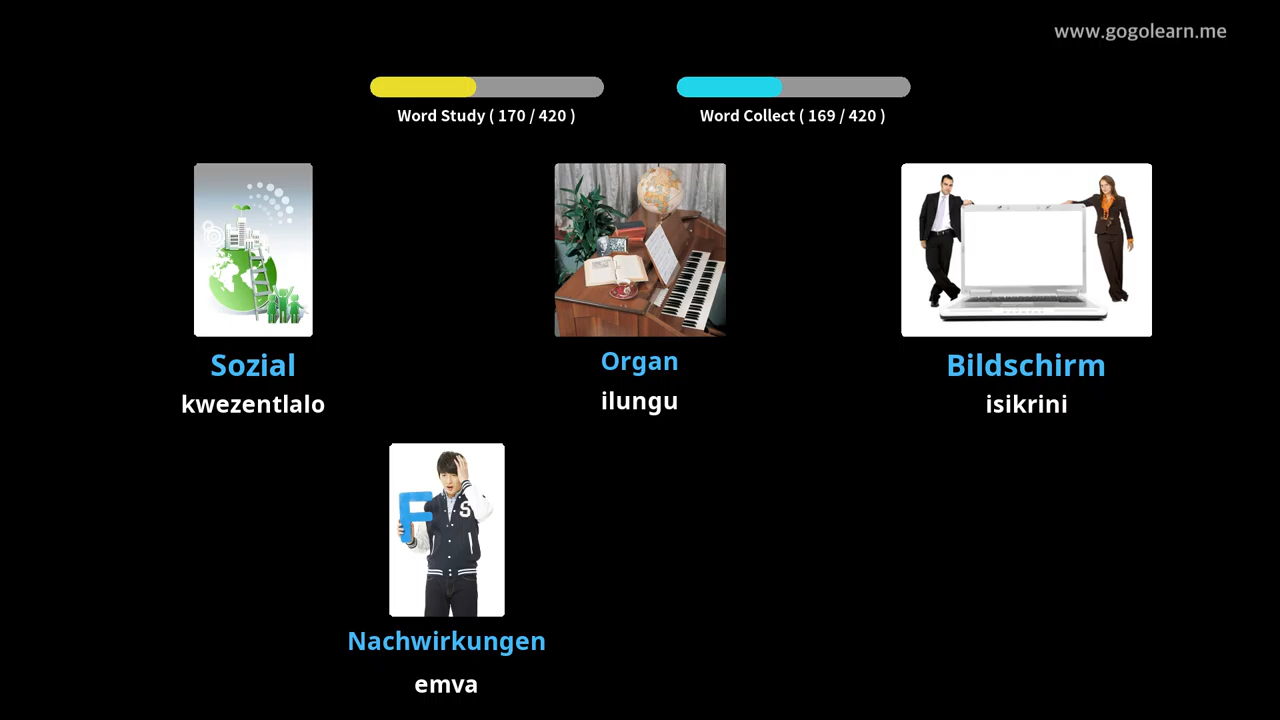 www.gogolearn.me
Word Study ( 170 / 420 )
Word Collect ( 169 / 420 )
Sozial
kwezentlalo
Organ
ilungu
Bildschirm
isikrini
F
S
Nachwirkungen
emva